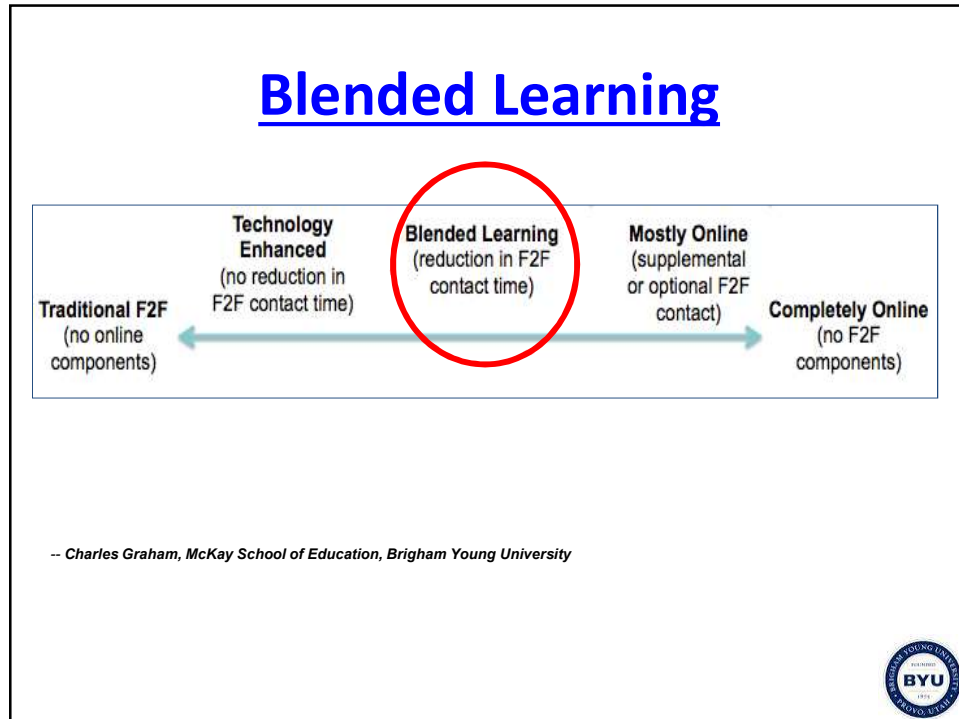 Blended Learning
Traditional F2F
(no online
components)
Technology
Enhanced
(no reduction in
F2F contact time)
Blended Learning
(reduction in F2F
contact time)
Mostly Online
(supplemental
or optional F2F
contact)
Completely Online
(no F2F
components)
-- Charles Graham, McKay School of Education, Brigham Young University
BRIGHAM YOUNG UNIVERSITY
FOUNDED
BYU
1875
PROVO, UTAH